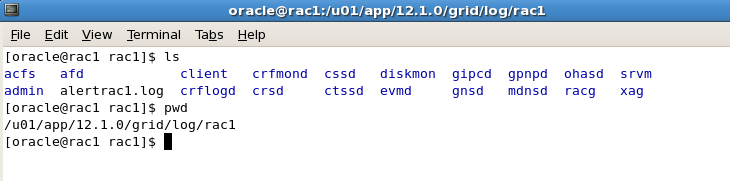 oracle@rac1:/u01/app/12.1.0/grid/log/rac1
File Edit View Terminal Tabs Help
[oracle@rac1 rac1]$ ls
acfs afd client crfmond cssd diskmon gipcd gpnpd ohasd srvm
admin alertrac1.log crflogd crsd ctssd evmd gnsd mdnsd racg xag
[oracle@rac1 rac1]$ pwd
/u01/app/12.1.0/grid/log/rac1
[oracle@rac1 rac1]$